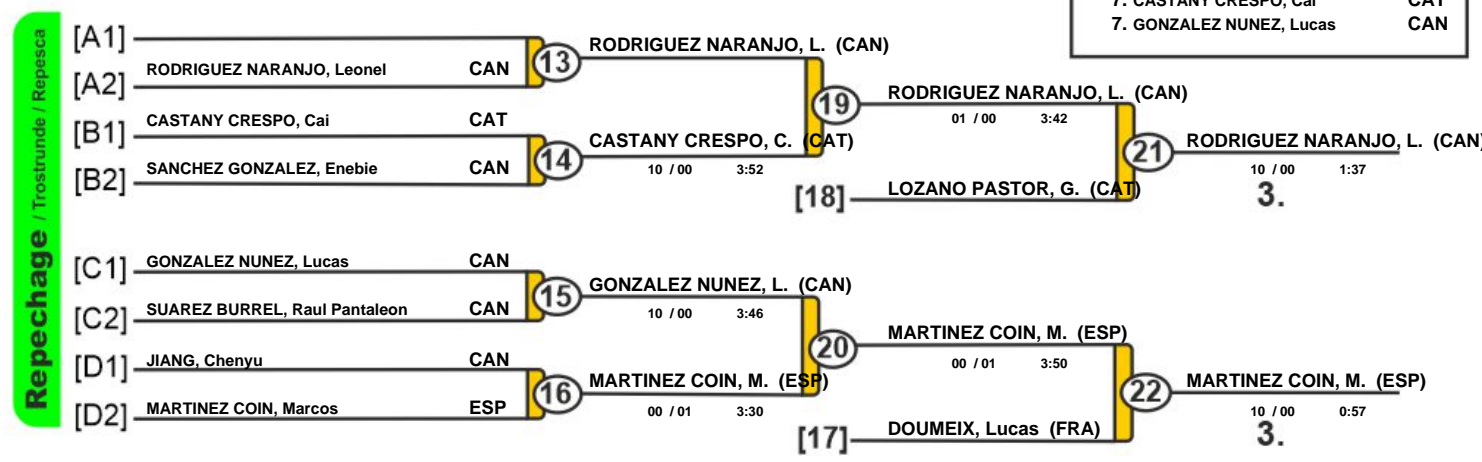 7. CASTANY CRESPO, Cai CAT
7. GONZALEZ NUNEZ, Lucas CAN
Repechage / Trostrunde / Repesca
[A1]
RODRIGUEZ NARANJO, Leonel CAN
[A2]
13
RODRIGUEZ NARANJO, L. (CAN)
[B1]
CASTANY CRESPO, Cai CAT
[B2]
SANCHEZ GONZALEZ, Enebie CAN
14
CASTANY CRESPO, C. (CAT)
10 / 00 3:52
19
RODRIGUEZ NARANJO, L. (CAN)
01 / 00 3:42
[18]
LOZANO PASTOR, G. (CAT)
21
RODRIGUEZ NARANJO, L. (CAN)
10 / 00 1:37
3.
[C1]
GONZALEZ NUNEZ, Lucas CAN
[C2]
SUAREZ BURREL, Raul Pantaleon CAN
15
GONZALEZ NUNEZ, L. (CAN)
10 / 00 3:46
[D1]
JIANG, Chenyu CAN
[D2]
MARTINEZ COIN, Marcos ESP
16
MARTINEZ COIN, M. (ESP)
00 / 01 3:30
20
MARTINEZ COIN, M. (ESP)
00 / 01 3:50
[17]
DOUMEIX, Lucas (FRA)
22
MARTINEZ COIN, M. (ESP)
10 / 00 0:57
3.